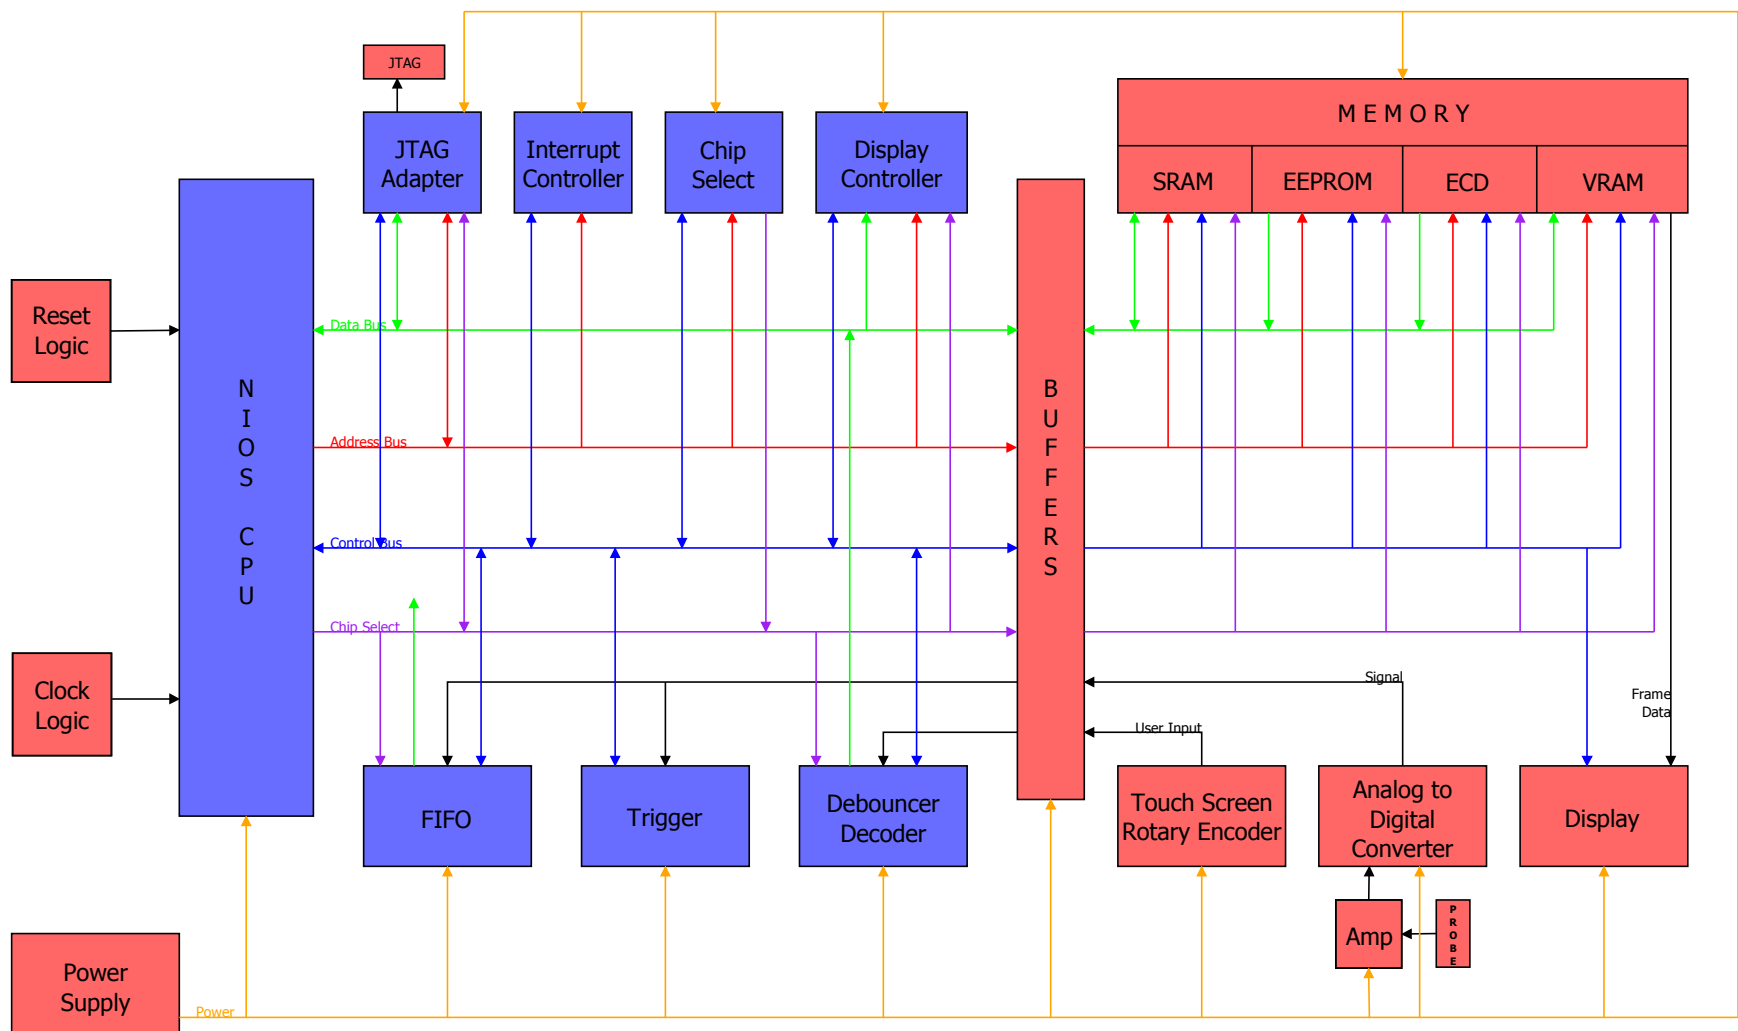 JTAG
JTAG
Adapter
Interrupt
Controller
Chip
Select
Display
Controller
M E M O R Y
SRAM
EEPROM
ECD
VRAM
Reset
Logic
N
I
O
S
C
P
U
Data Bus
Address Bus
Control Bus
Chip Select
B
U
F
F
E
R
S
Clock
Logic
Signal
User Input
Frame
Data
FIFO
Trigger
Debouncer
Decoder
Touch Screen
Rotary Encoder
Analog to
Digital
Converter
Display
Amp
P
R
O
B
E
Power
Supply
Power